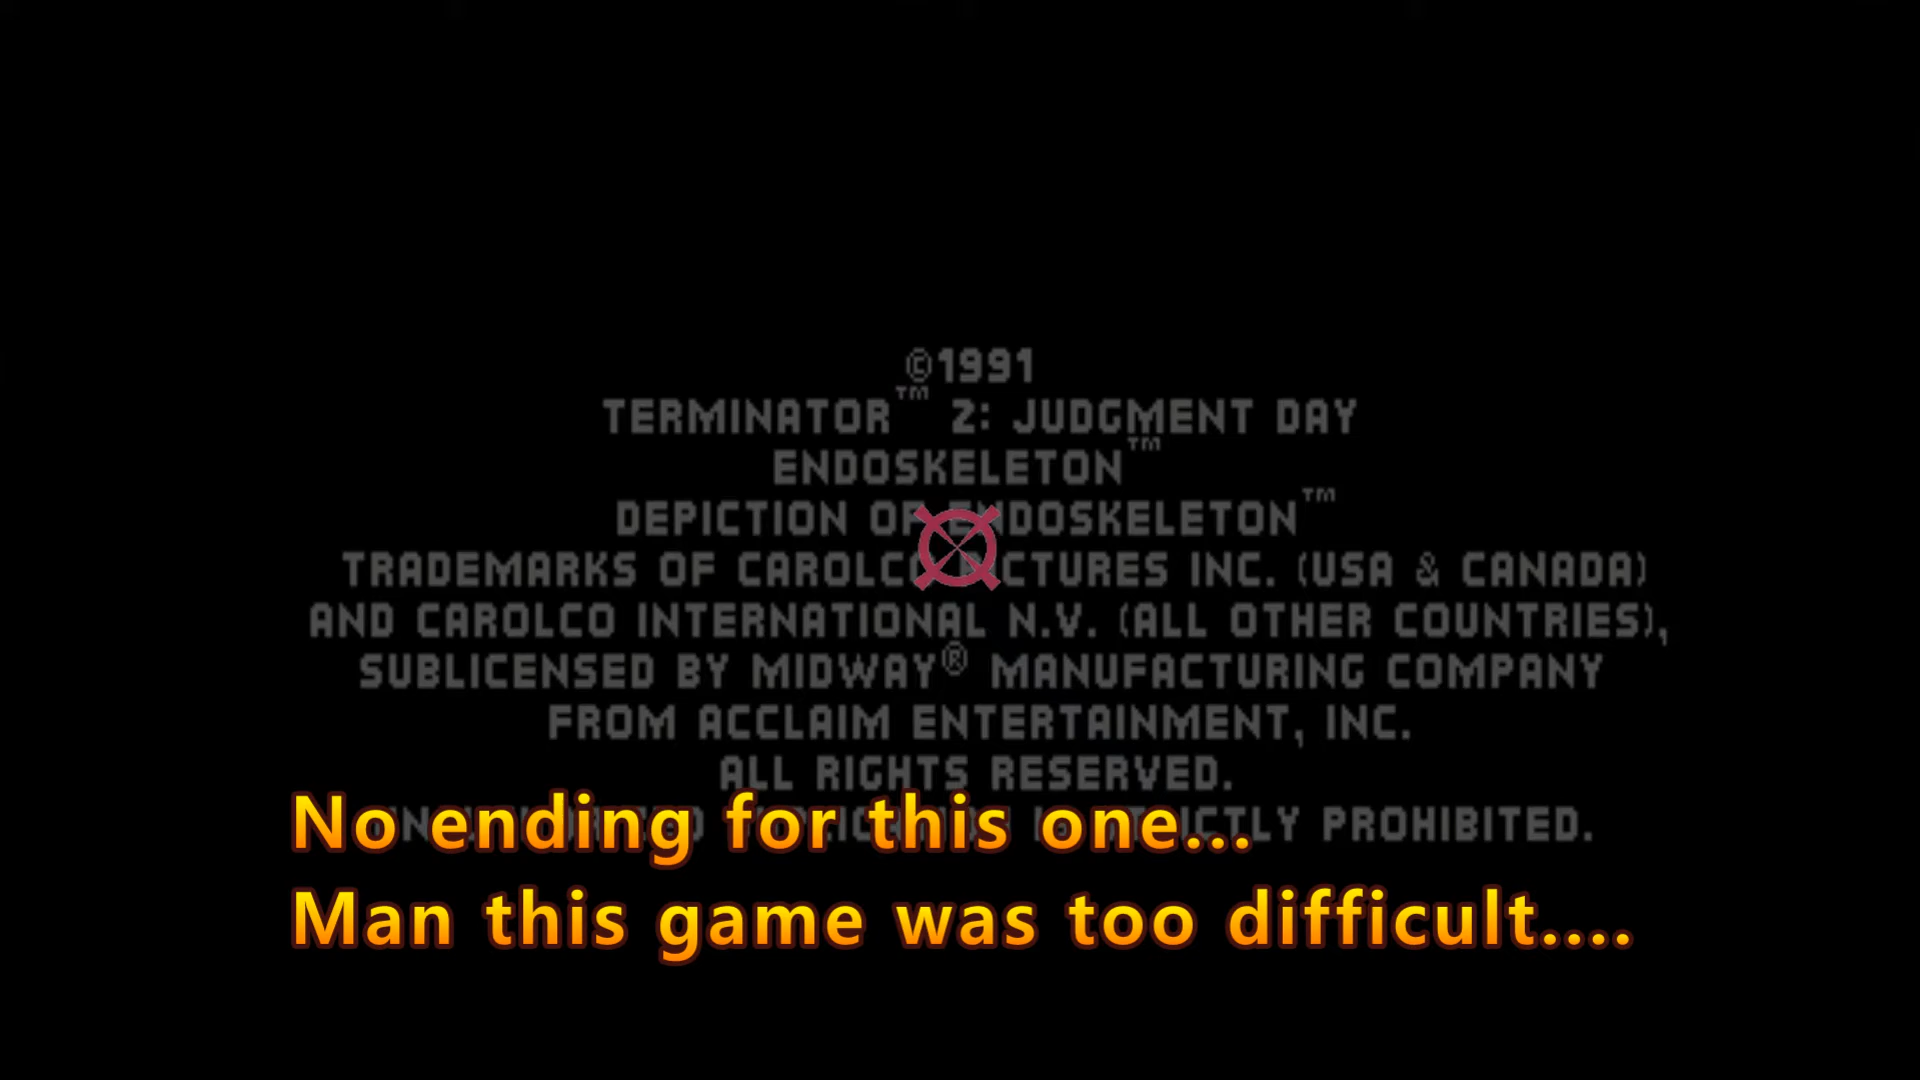 ©1991
TERMINATOR™ 2: JUDGMENT DAY
ENDOSKELETON™
DEPICTION OF ENDOSKELETON™
TRADEMARKS OF CAROLCO PICTURES INC. (USA & CANADA)
AND CAROLCO INTERNATIONAL N.V. (ALL OTHER COUNTRIES),
SUBLICENSED BY MIDWAY® MANUFACTURING COMPANY
FROM ACCLAIM ENTERTAINMENT, INC.
ALL RIGHTS RESERVED.
STRICTLY PROHIBITED.
No ending for this one...
Man this game was too difficult....